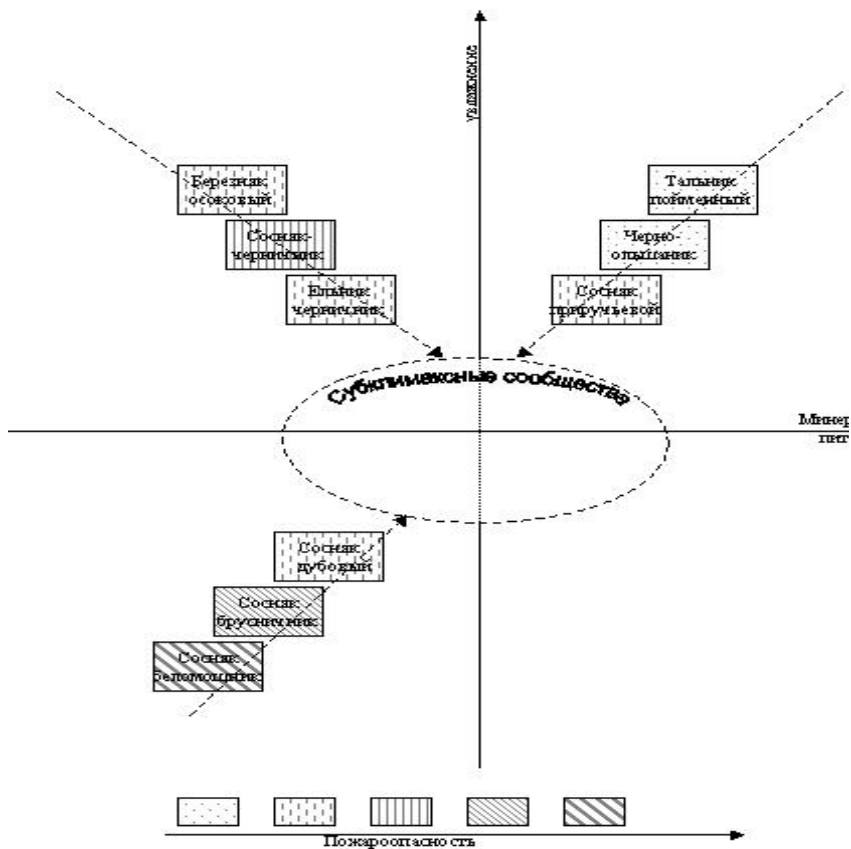 увлажнение
Березняк
осоковый
Тальник
пойменный
Сосняк-
черничник
Черно-
ольшаник
Ельник
черничник
Сосняк
приручьевой
Субклимаксные сообщества
Минер
пит
Сосняк
дубовый
Сосняк
брусничник
Сосняк
беломошник
Пожароопасность